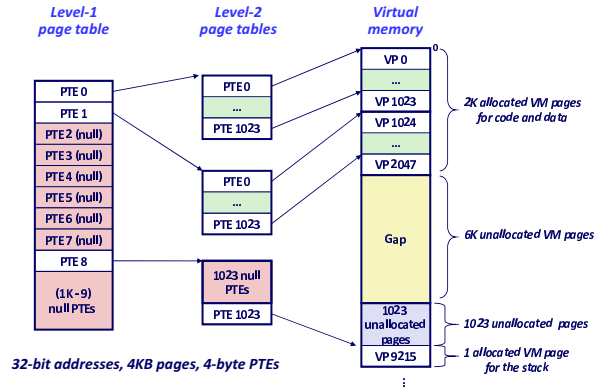 Level-1
page table
Level-2
page tables
Virtual
memory
PTE 0
PTE 1
PTE 2 (null)
PTE 3 (null)
PTE 4 (null)
PTE 5 (null)
PTE 6 (null)
PTE 7 (null)
PTE 8
(1K - 9)
null PTEs
PTE 0
...
PTE 1023
PTE 0
...
PTE 1023
1023 null
PTEs
PTE 1023
0
VP 0
...
VP 1023
VP 1024
...
VP 2047
Gap
1023
unallocated
pages
VP 9215
...
2K allocated VM pages
for code and data
6K unallocated VM pages
1023 unallocated pages
1 allocated VM page
for the stack
32-bit addresses, 4KB pages, 4-byte PTEs